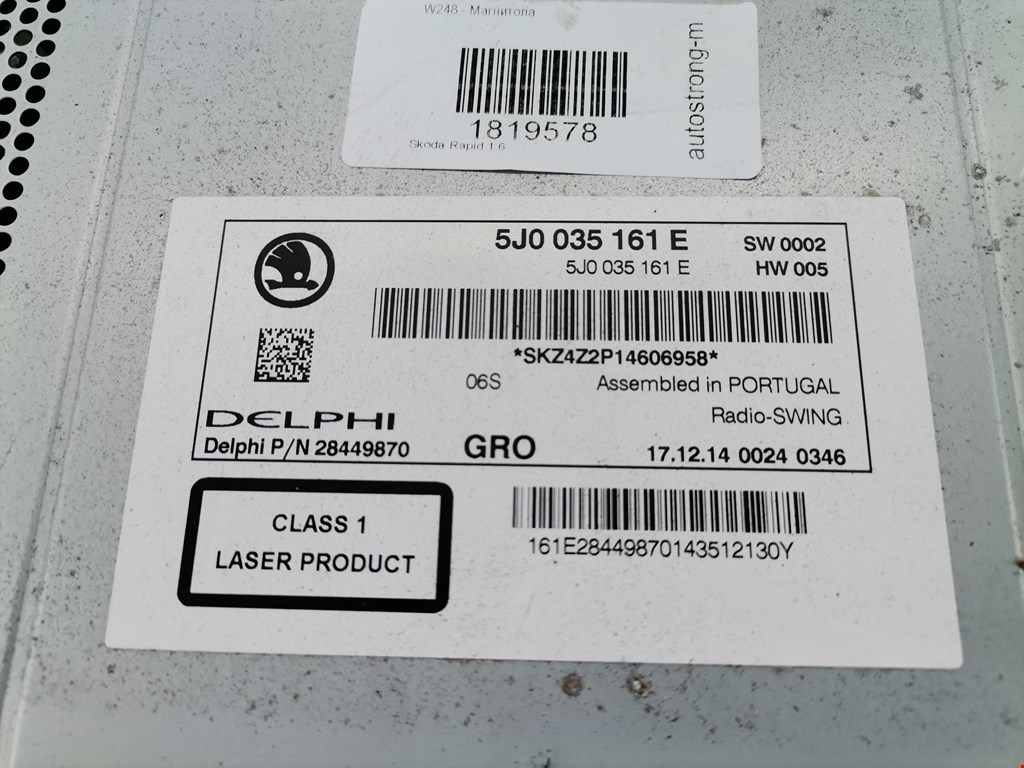 W248 - Магнитола
1819578
Skoda Rapid 1.6
autostrong-m
5J0 035 161 E
SW 0002
5J0 035 161 E
HW 005
*SKZ4Z2P14606958*
06S
Assembled in PORTUGAL
Radio-SWING
DELPHI
Delphi P/N 28449870
GRO
17.12.14 0024 0346
CLASS 1
LASER PRODUCT
161E28449870143512130Y